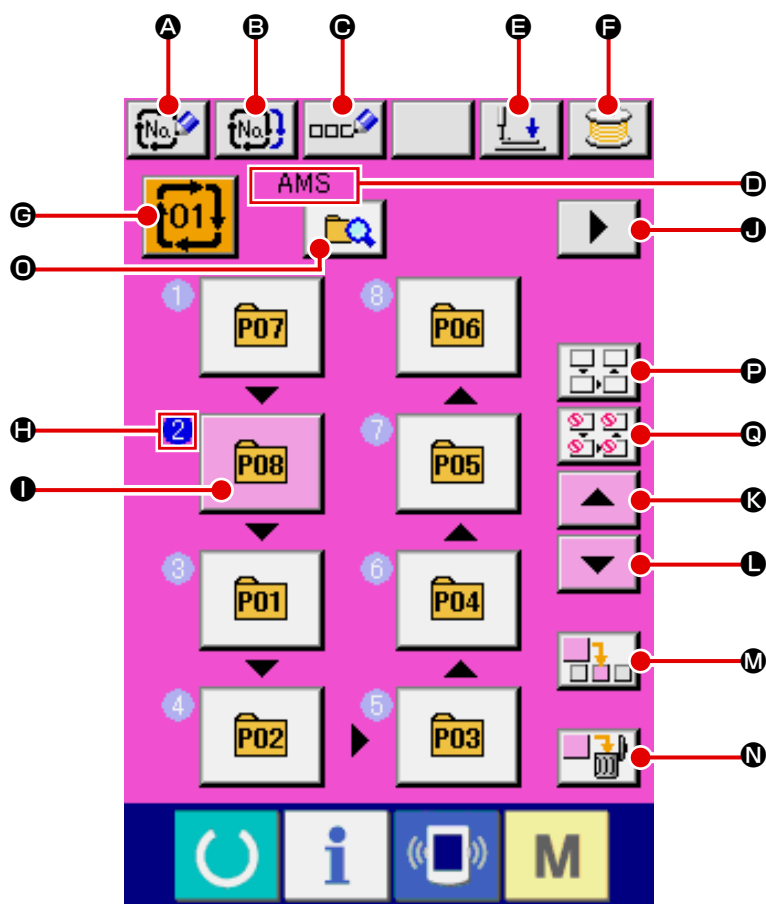 A B C E F
No. No.
AMS D
G 01 J
O
1 P07 8 P06
P
H 2 P08 7 P05 Q
I K
3 P01 6 P04 L
M
4 P02 5 P03 N
i M